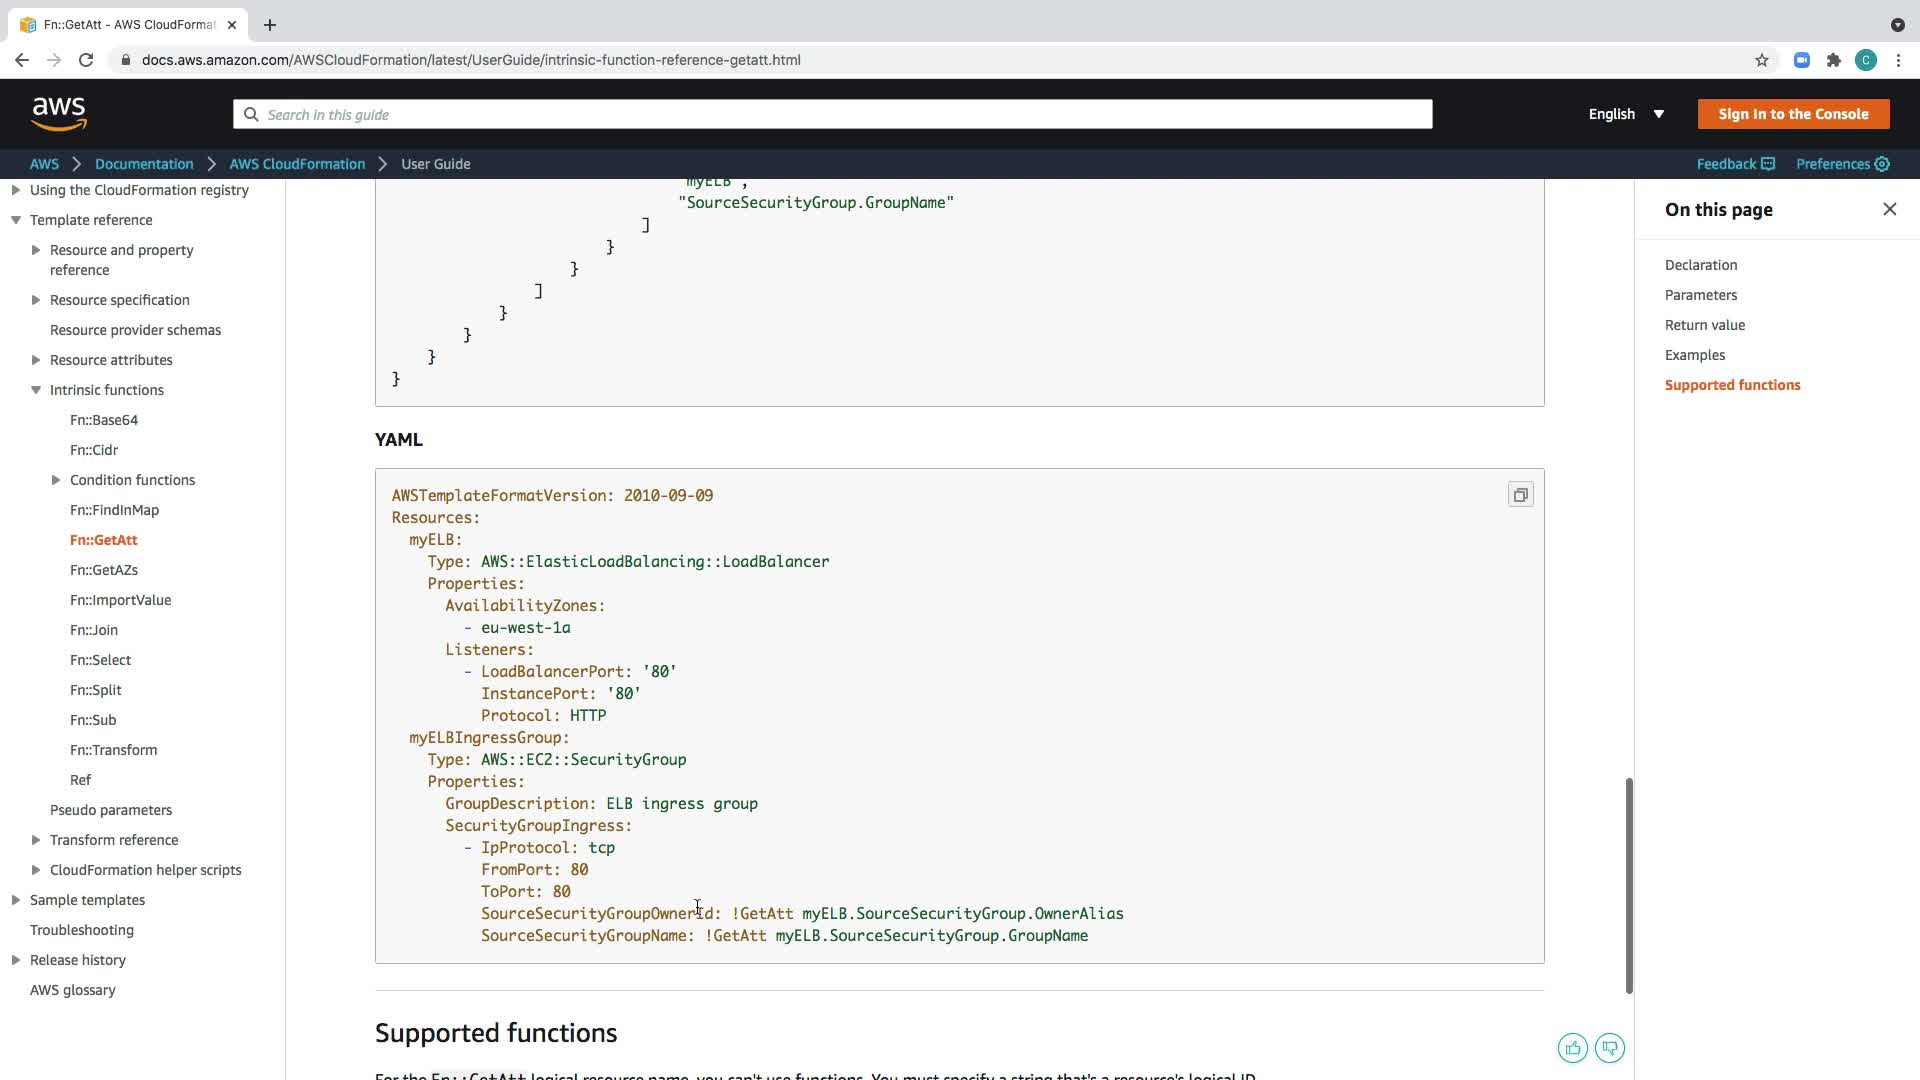 Fn::GetAtt - AWS CloudFormat
docs.aws.amazon.com/AWSCloudFormation/latest/UserGuide/intrinsic-function-reference-getatt.html
C
aws
Search in this guide
English
Sign In to the Console
AWS
Documentation
AWS CloudFormation
User Guide
Feedback
Preferences
Using the CloudFormation registry
Template reference
Resource and property
reference
Resource specification
Resource provider schemas
Resource attributes
Intrinsic functions
Fn::Base64
Fn::Cidr
Condition functions
Fn::FindInMap
Fn::GetAtt
Fn::GetAZs
Fn::ImportValue
Fn::Join
Fn::Select
Fn::Split
Fn::Sub
Fn::Transform
Ref
Pseudo parameters
Transform reference
CloudFormation helper scripts
Sample templates
Troubleshooting
Release history
AWS glossary
"myELB",
"SourceSecurityGroup.GroupName"
]
}
}
]
}
}
}
}
YAML
AWSTemplateFormatVersion: 2010-09-09
Resources:
myELB:
Type: AWS::ElasticLoadBalancing::LoadBalancer
Properties:
AvailabilityZones:
- eu-west-1a
Listeners:
- LoadBalancerPort: '80'
InstancePort: '80'
Protocol: HTTP
myELBIngressGroup:
Type: AWS::EC2::SecurityGroup
Properties:
GroupDescription: ELB ingress group
SecurityGroupIngress:
- IpProtocol: tcp
FromPort: 80
ToPort: 80
SourceSecurityGroupOwnerId: !GetAtt myELB.SourceSecurityGroup.OwnerAlias
SourceSecurityGroupName: !GetAtt myELB.SourceSecurityGroup.GroupName
Supported functions
For the Fn::GetAtt logical resource name, you can't use functions. You must specify a string that's a resource's logical ID.
On this page
Declaration
Parameters
Return value
Examples
Supported functions